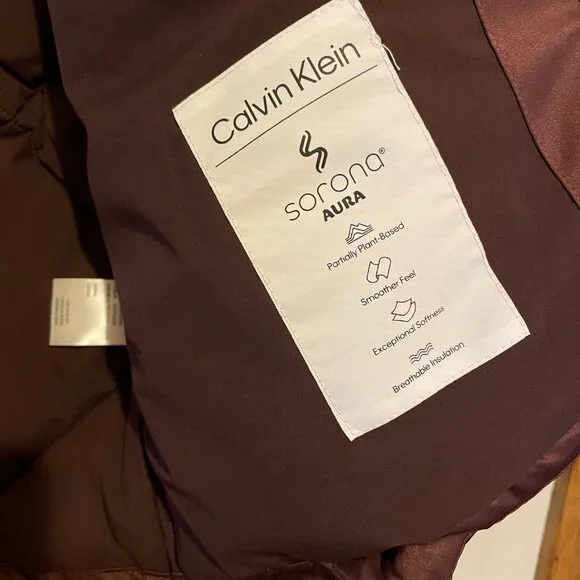 Calvin Klein
sorona®
AURA
Partially Plant-Based
Smoother Feel
Exceptional Softness
Breathable Insulation